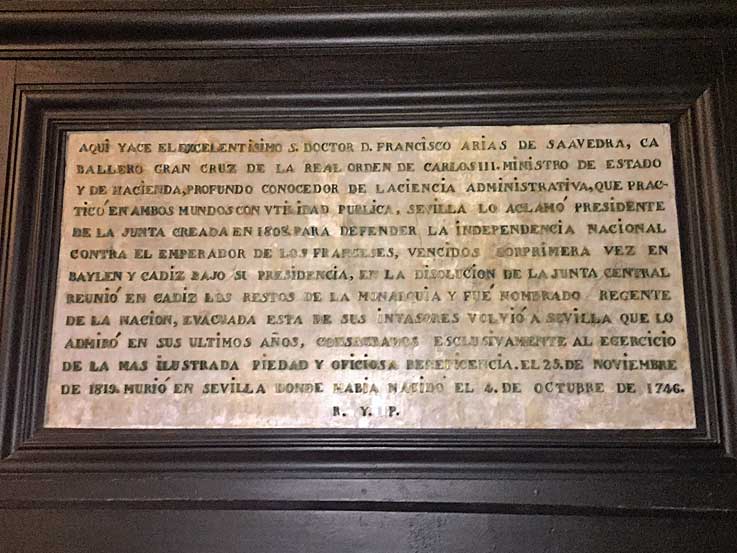 AQUI YACE EL EXCELENTISIMO S. DOCTOR D. FRANCISCO ARIAS DE SAAVEDRA, CA
BALLERO GRAN CRUZ DE LA REAL ORDEN DE CARLOS III. MINISTRO DE ESTADO
Y DE HACIENDA, PROFUNDO CONOCEDOR DE LA CIENCIA ADMINISTRATIVA, QUE PRAC-
TICÓ EN AMBOS MUNDOS CON VTILIDAD PUBLICA, SEVILLA LO ACLAMÓ PRESIDENTE
DE LA JUNTA CREADA EN 1808. PARA DEFENDER LA INDEPENDENCIA NACIONAL
CONTRA EL EMPERADOR DE LOS FRANCESES, VENCIDOS PORPRIMERA VEZ EN
BAYLEN Y CADIZ BAJO SU PRESIDENCIA, EN LA DISOLUCION DE LA JUNTA CENTRAL
REUNIÓ EN CADIZ LOS RESTOS DE LA MONARQUIA Y FUÉ NOMBRADO REGENTE
DE LA NACION, EVACUADA ESTA DE SUS INVASORES VOLVIÓ A SEVILLA QUE LO
ADMIRÓ EN SUS ULTIMOS AÑOS, CONSAGRADOS ESCLUSIVAMENTE AL EGERCICIO
DE LA MAS ILUSTRADA PIEDAD Y OFICIOSA BENEFICENCIA. EL 25. DE NOVIEMBRE
DE 1819. MURIÓ EN SEVILLA DONDE HABIA NACIDO EL 4. DE OCTUBRE DE 1746.
R. Y. P.